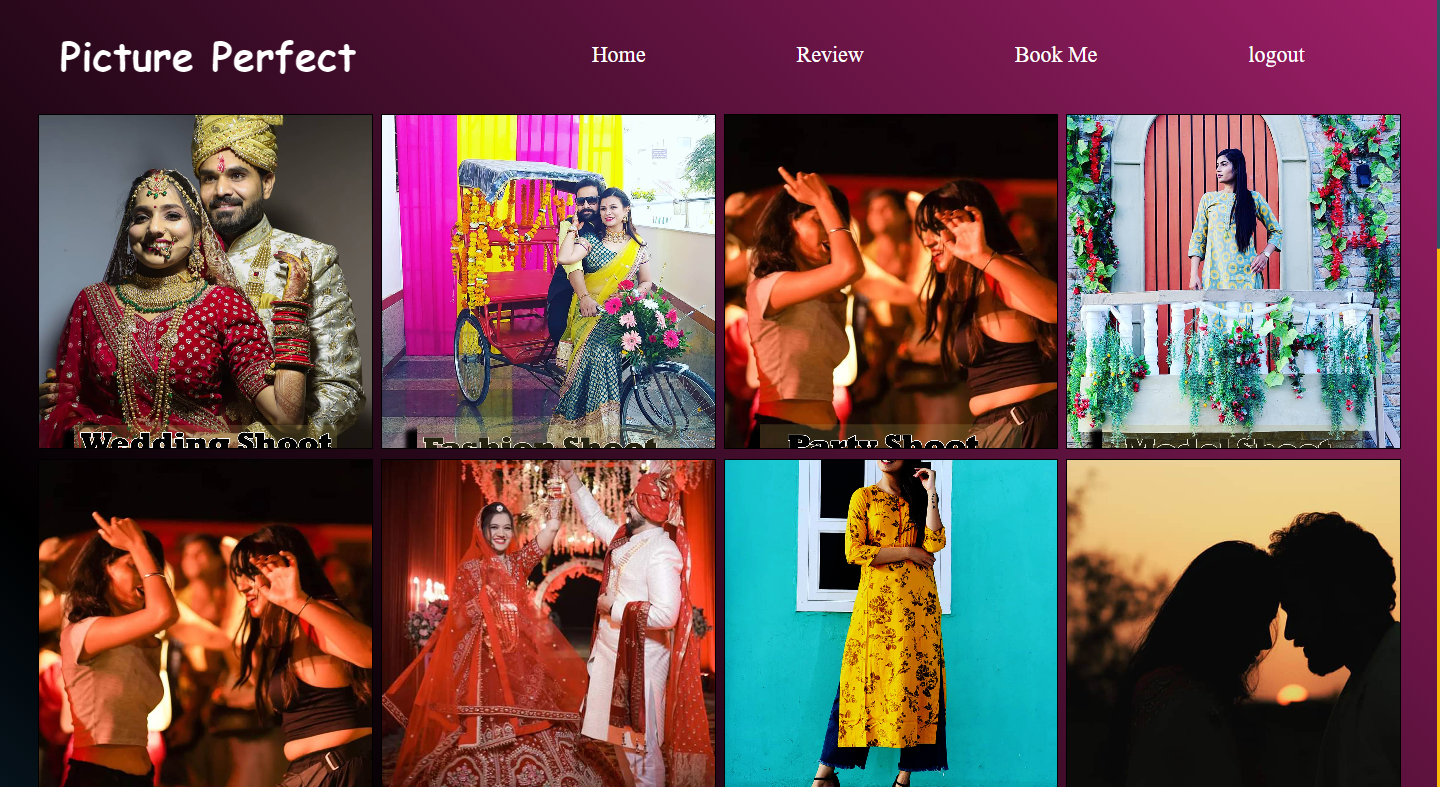 Picture Perfect
Home
Review
Book Me
logout
Wedding Shoot
Fashion Shoot
Party Shoot
Model Shoot